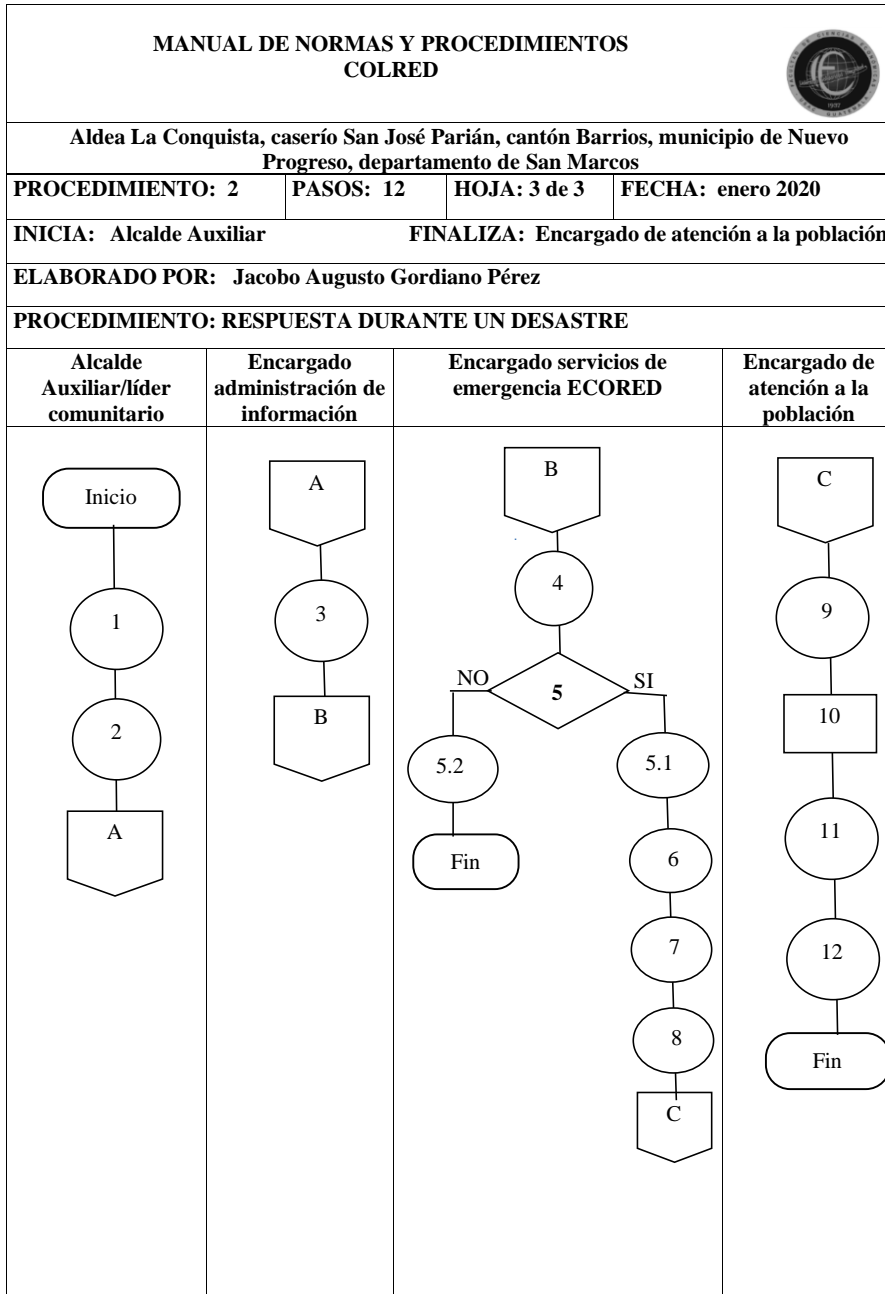 MANUAL DE NORMAS Y PROCEDIMIENTOS
COLRED
Aldea La Conquista, caserío San José Parián, cantón Barrios, municipio de Nuevo
Progreso, departamento de San Marcos
PROCEDIMIENTO: 2 PASOS: 12 HOJA: 3 de 3 FECHA: enero 2020
INICIA: Alcalde Auxiliar FINALIZA: Encargado de atención a la población
ELABORADO POR: Jacobo Augusto Gordiano Pérez
PROCEDIMIENTO: RESPUESTA DURANTE UN DESASTRE
Alcalde
Auxiliar/líder
comunitario
Encargado
administración de
información
Encargado servicios de
emergencia ECORED
Encargado de
atención a la
población
Inicio
1
2
A
A
3
B
B
4
5
NO
SI
5.2
Fin
5.1
6
7
8
C
C
9
10
11
12
Fin